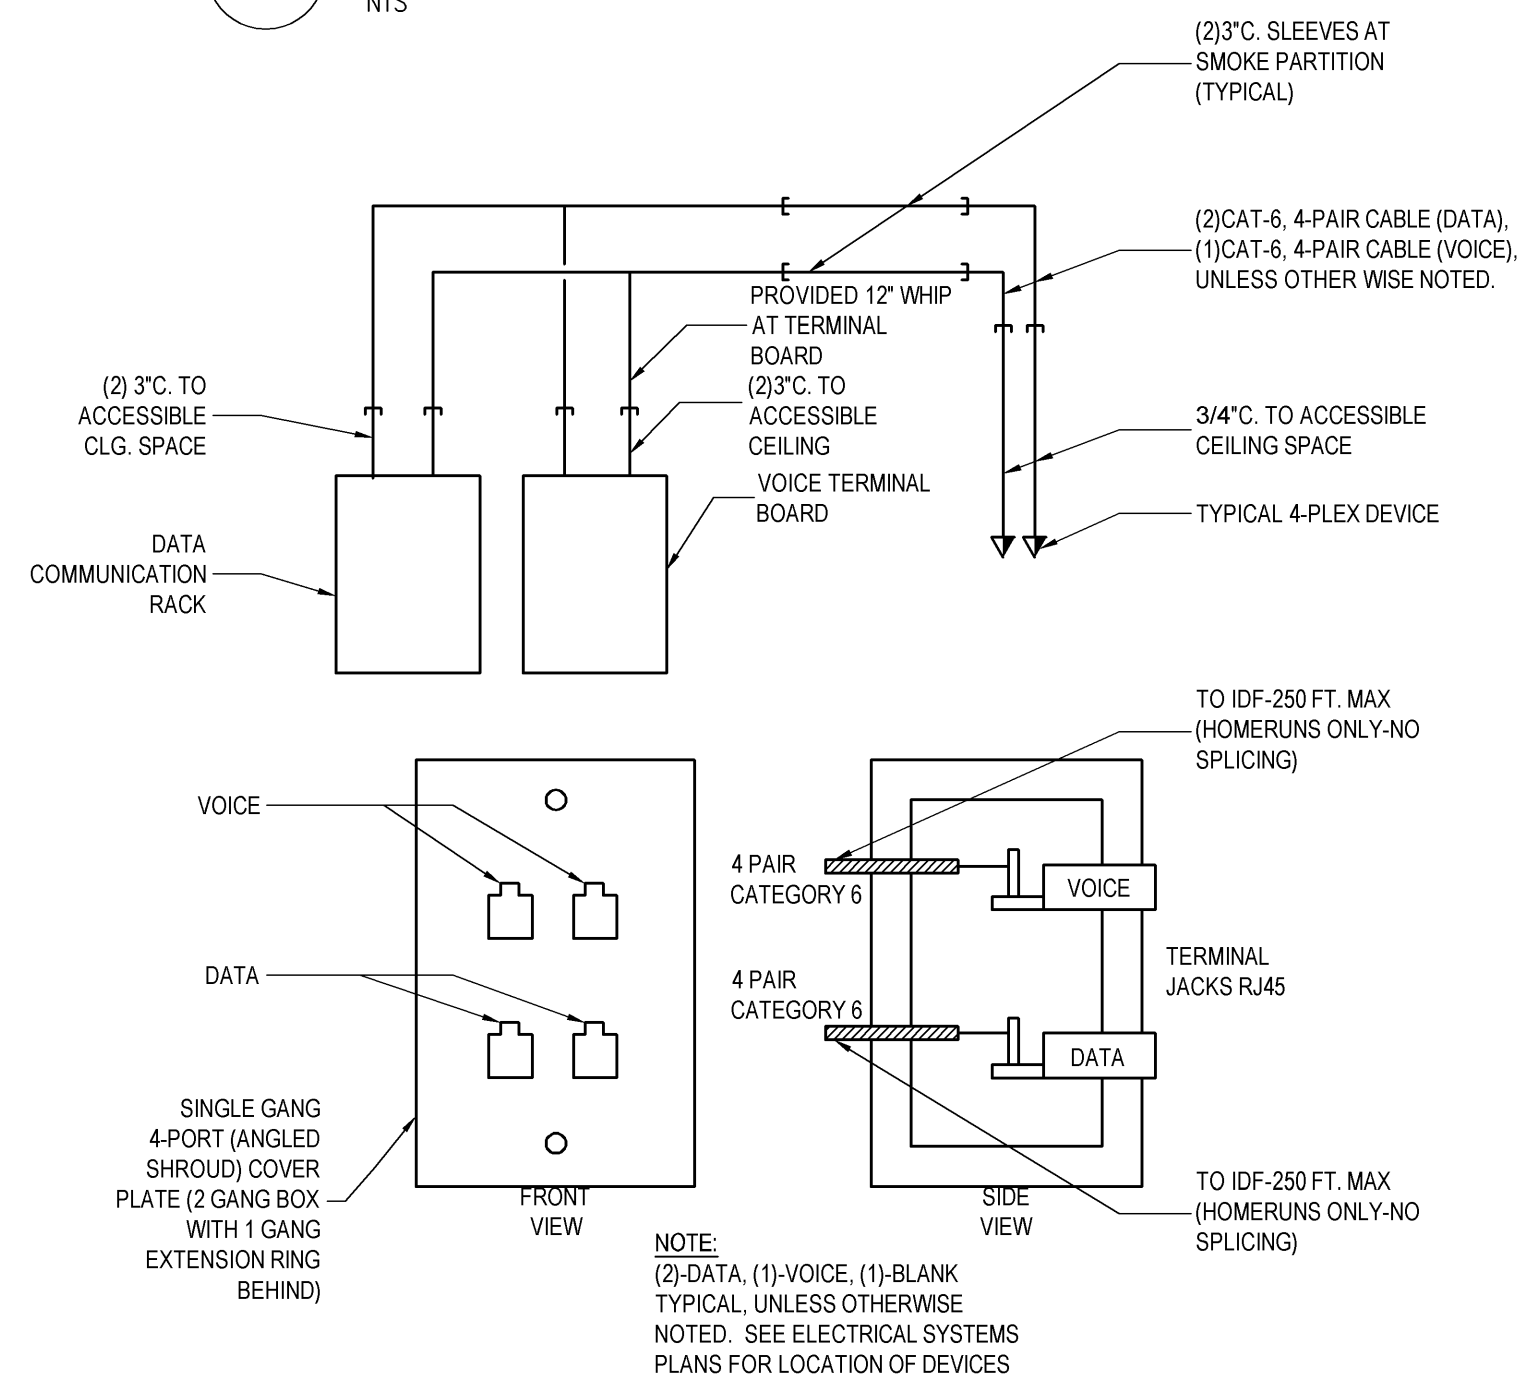 NTS
(2)3"C. SLEEVES AT
SMOKE PARTITION
(TYPICAL)
(2)CAT-6, 4-PAIR CABLE (DATA),
(1)CAT-6, 4-PAIR CABLE (VOICE),
UNLESS OTHER WISE NOTED.
PROVIDED 12" WHIP
AT TERMINAL
BOARD
(2) 3"C. TO
ACCESSIBLE
CLG. SPACE
(2)3"C. TO
ACCESSIBLE
CEILING
3/4"C. TO ACCESSIBLE
CEILING SPACE
VOICE TERMINAL
BOARD
TYPICAL 4-PLEX DEVICE
DATA
COMMUNICATION
RACK
TO IDF-250 FT. MAX
(HOMERUNS ONLY-NO
SPLICING)
VOICE
4 PAIR
CATEGORY 6
VOICE
DATA
4 PAIR
CATEGORY 6
TERMINAL
JACKS RJ45
DATA
SINGLE GANG
4-PORT (ANGLED
SHROUD) COVER
PLATE (2 GANG BOX
WITH 1 GANG
EXTENSION RING
BEHIND)
FRONT
VIEW
SIDE
VIEW
TO IDF-250 FT. MAX
(HOMERUNS ONLY-NO
SPLICING)
NOTE:
(2)-DATA, (1)-VOICE, (1)-BLANK
TYPICAL, UNLESS OTHERWISE
NOTED. SEE ELECTRICAL SYSTEMS
PLANS FOR LOCATION OF DEVICES